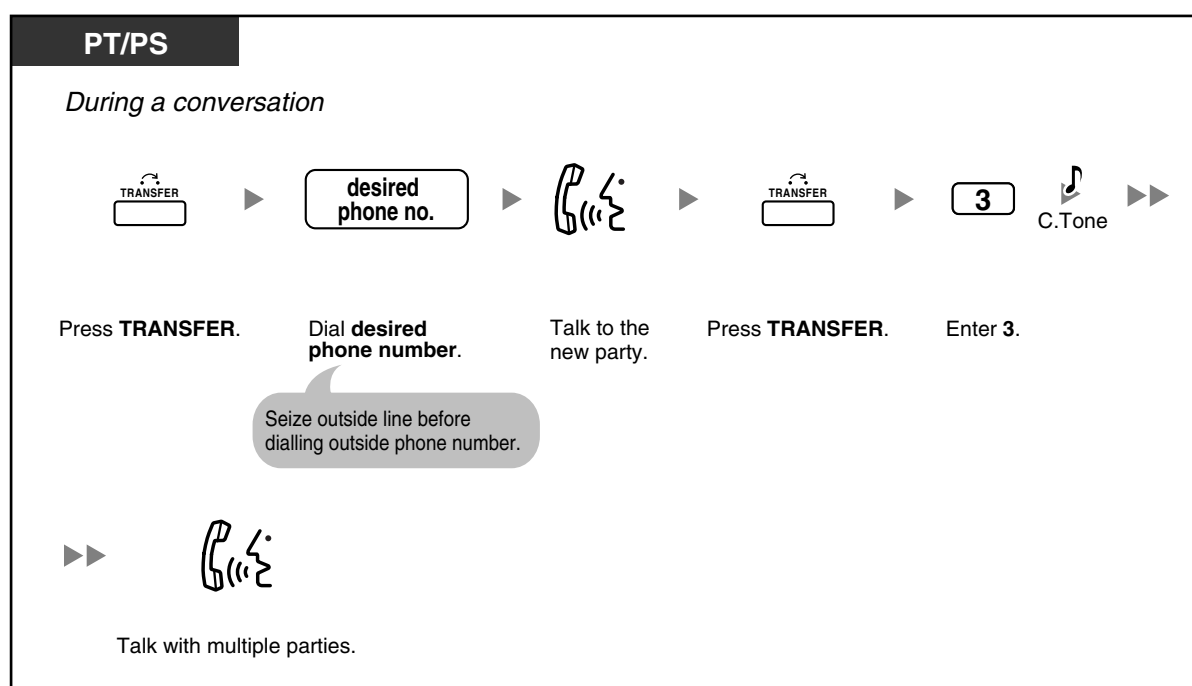 PT/PS
During a conversation
TRANSFER
desired
phone no.
TRANSFER
3
C.Tone
Press TRANSFER.
Dial desired
phone number.
Talk to the
new party.
Press TRANSFER.
Enter 3.
Seize outside line before
dialling outside phone number.
Talk with multiple parties.